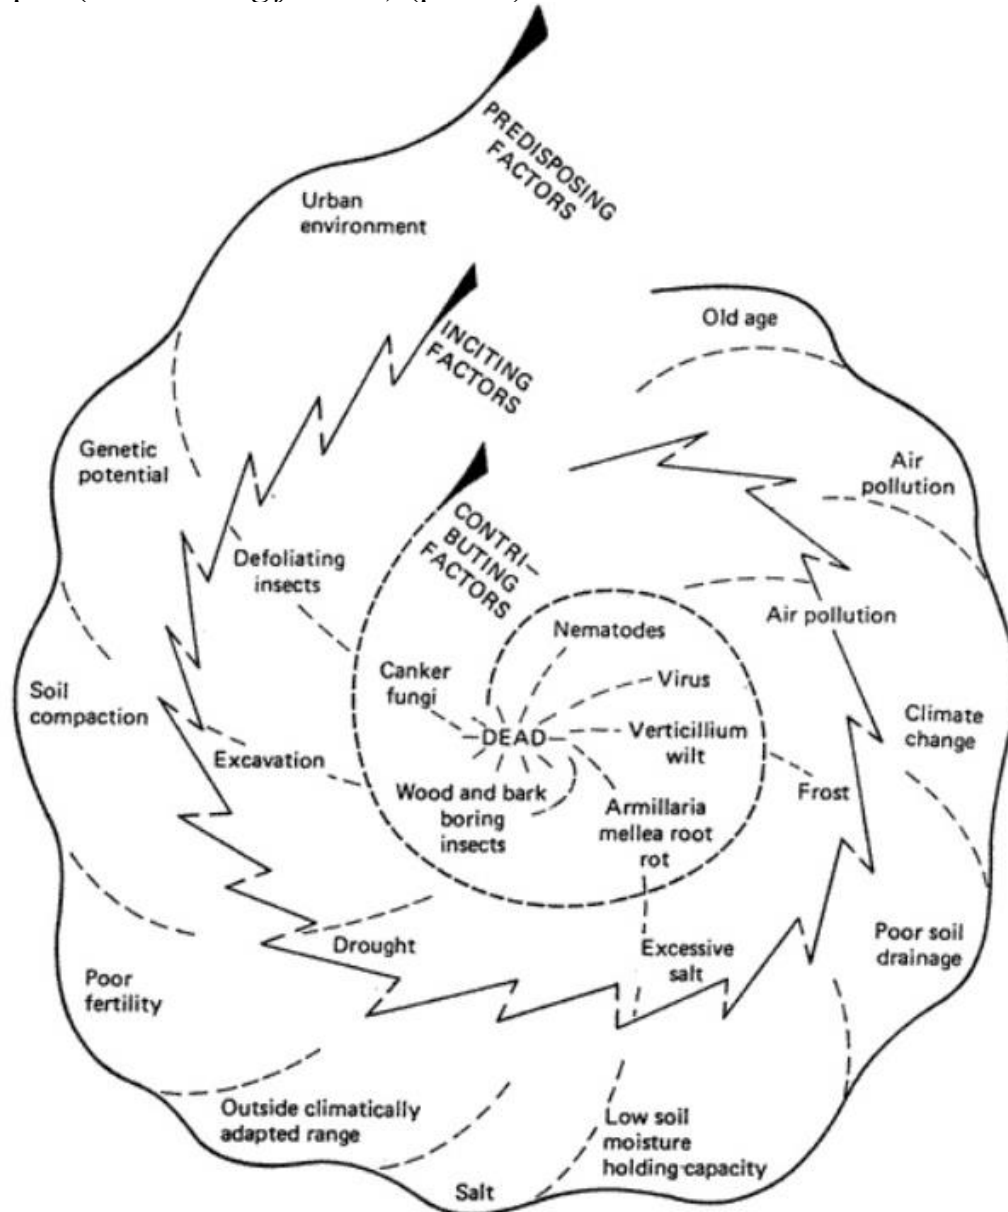 PREDISPOSING
FACTORS
Urban
environment
INCITING
FACTORS
Old age
Genetic
potential
Air
pollution
CONTRI–
BUTING
FACTORS
Defoliating
insects
Air pollution
Nematodes
Canker
fungi
Virus
Soil
compaction
Climate
change
DEAD
Verticillium
wilt
Excavation
Wood and bark
boring
insects
Armillaria
mellea root
rot
Frost
Drought
Excessive
salt
Poor soil
drainage
Poor
fertility
Outside climatically
adapted range
Low soil
moisture
holding-capacity
Salt